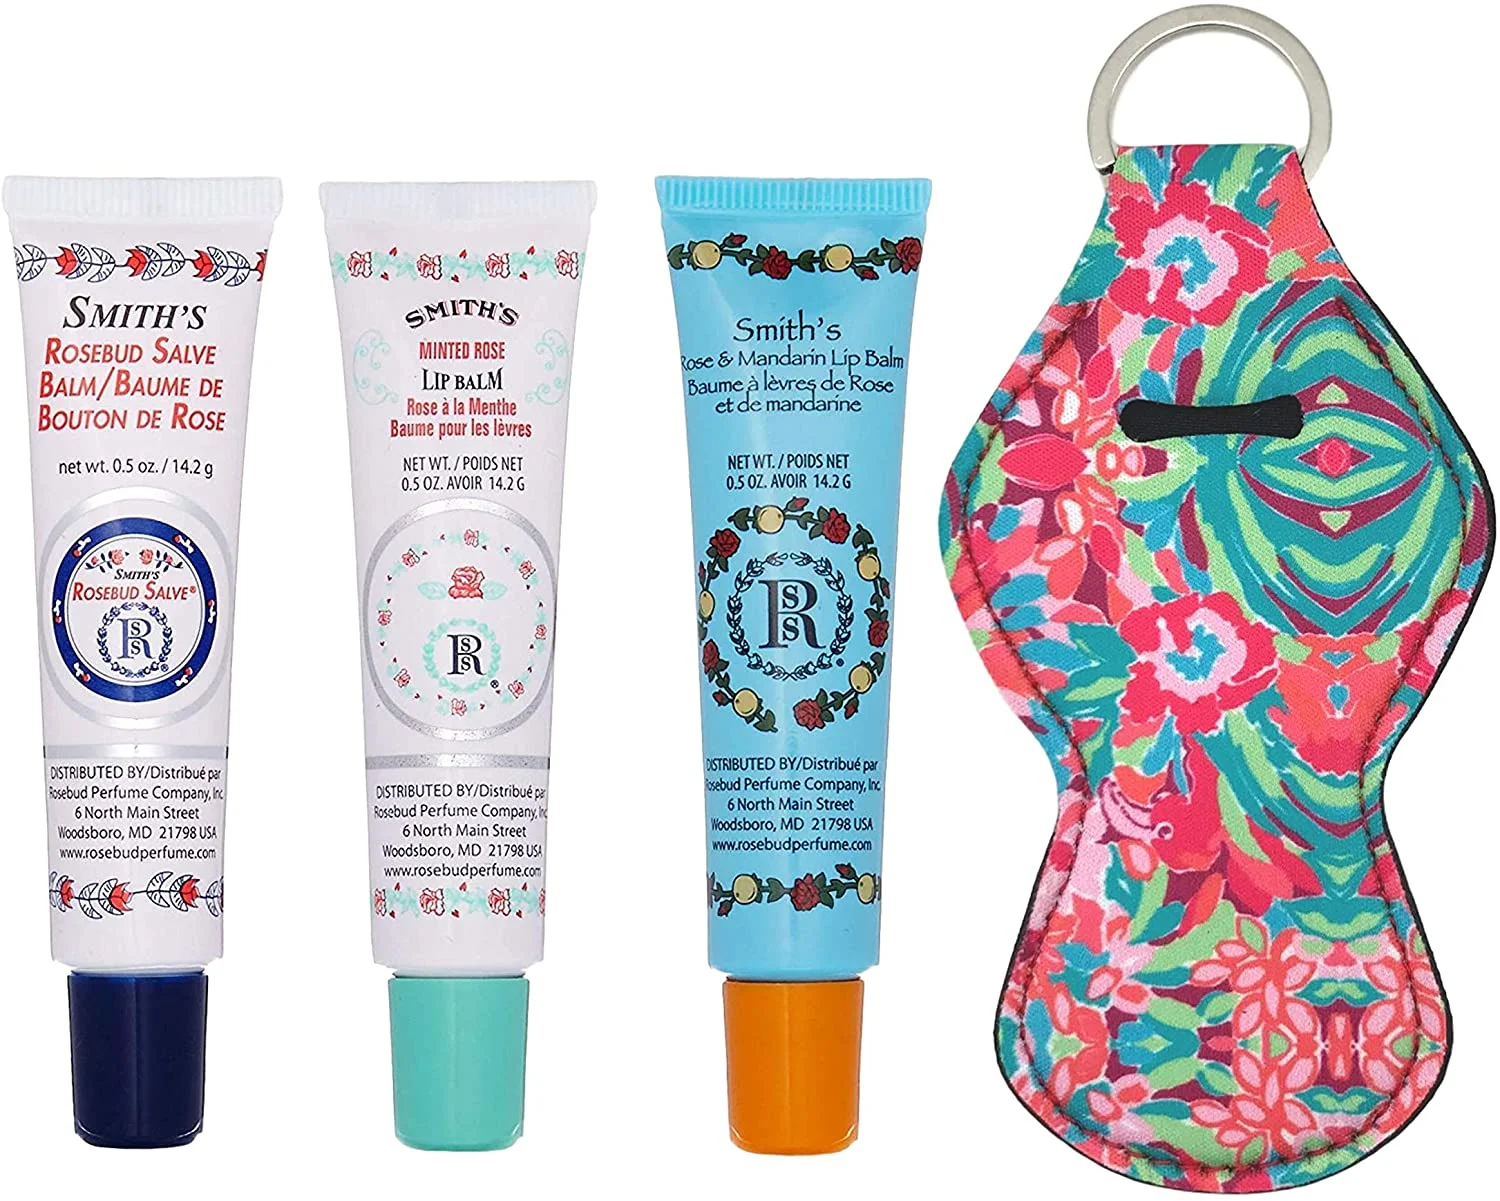 SMITH'S
ROSEBUD SALVE
BALM/BAUME DE
BOUTON DE ROSE
net wt. 0.5 oz. / 14.2 g
SMITH'S
ROSEBUD SALVE®
RSS®
DISTRIBUTED BY/Distribué par
Rosebud Perfume Company, Inc.
6 North Main Street
Woodsboro, MD 21798 USA
www.rosebudperfume.com
SMITH'S
MINTED ROSE
LIP BALM
Rose à la Menthe
Baume pour les lèvres
NET WT. / POIDS NET
0.5 OZ. AVOIR 14.2 G
RSS®
DISTRIBUTED BY/Distribué par
Rosebud Perfume Company, Inc.
6 North Main Street
Woodsboro, MD 21798 USA
www.rosebudperfume.com
Smith's
Rose & Mandarin Lip Balm
Baume à lèvres de Rose
et de mandarine
NET WT. / POIDS NET
0.5 OZ. AVOIR 14.2 G
RSS®
DISTRIBUTED BY/Distribué par
Rosebud Perfume Company, Inc.
6 North Main Street
Woodsboro, MD 21798 USA
www.rosebudperfume.com